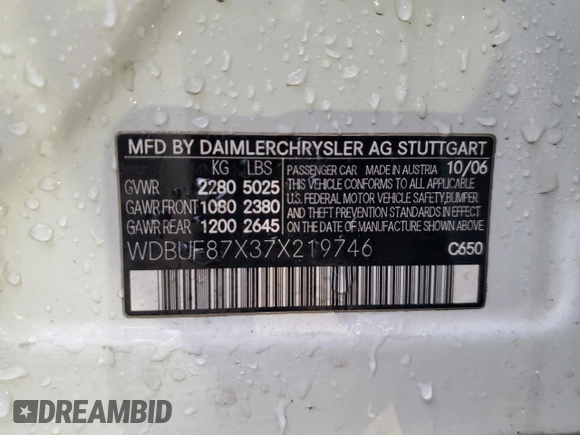 MFD BY DAIMLERCHRYSLER AG STUTTGART
KG LBS
GVWR 2280 5025
GAWR FRONT 1080 2380
GAWR REAR 1200 2645
PASSENGER CAR MADE IN AUSTRIA 10/06
THIS VEHICLE CONFORMS TO ALL APPLICABLE
U.S. FEDERAL MOTOR VEHICLE SAFETY,BUMPER
AND THEFT PREVENTION STANDARDS IN EFFECT
ON THE DATE OF MANUFACTURE SHOWN ABOVE.
WDBUF87X37X219746 C650
DREAMBID